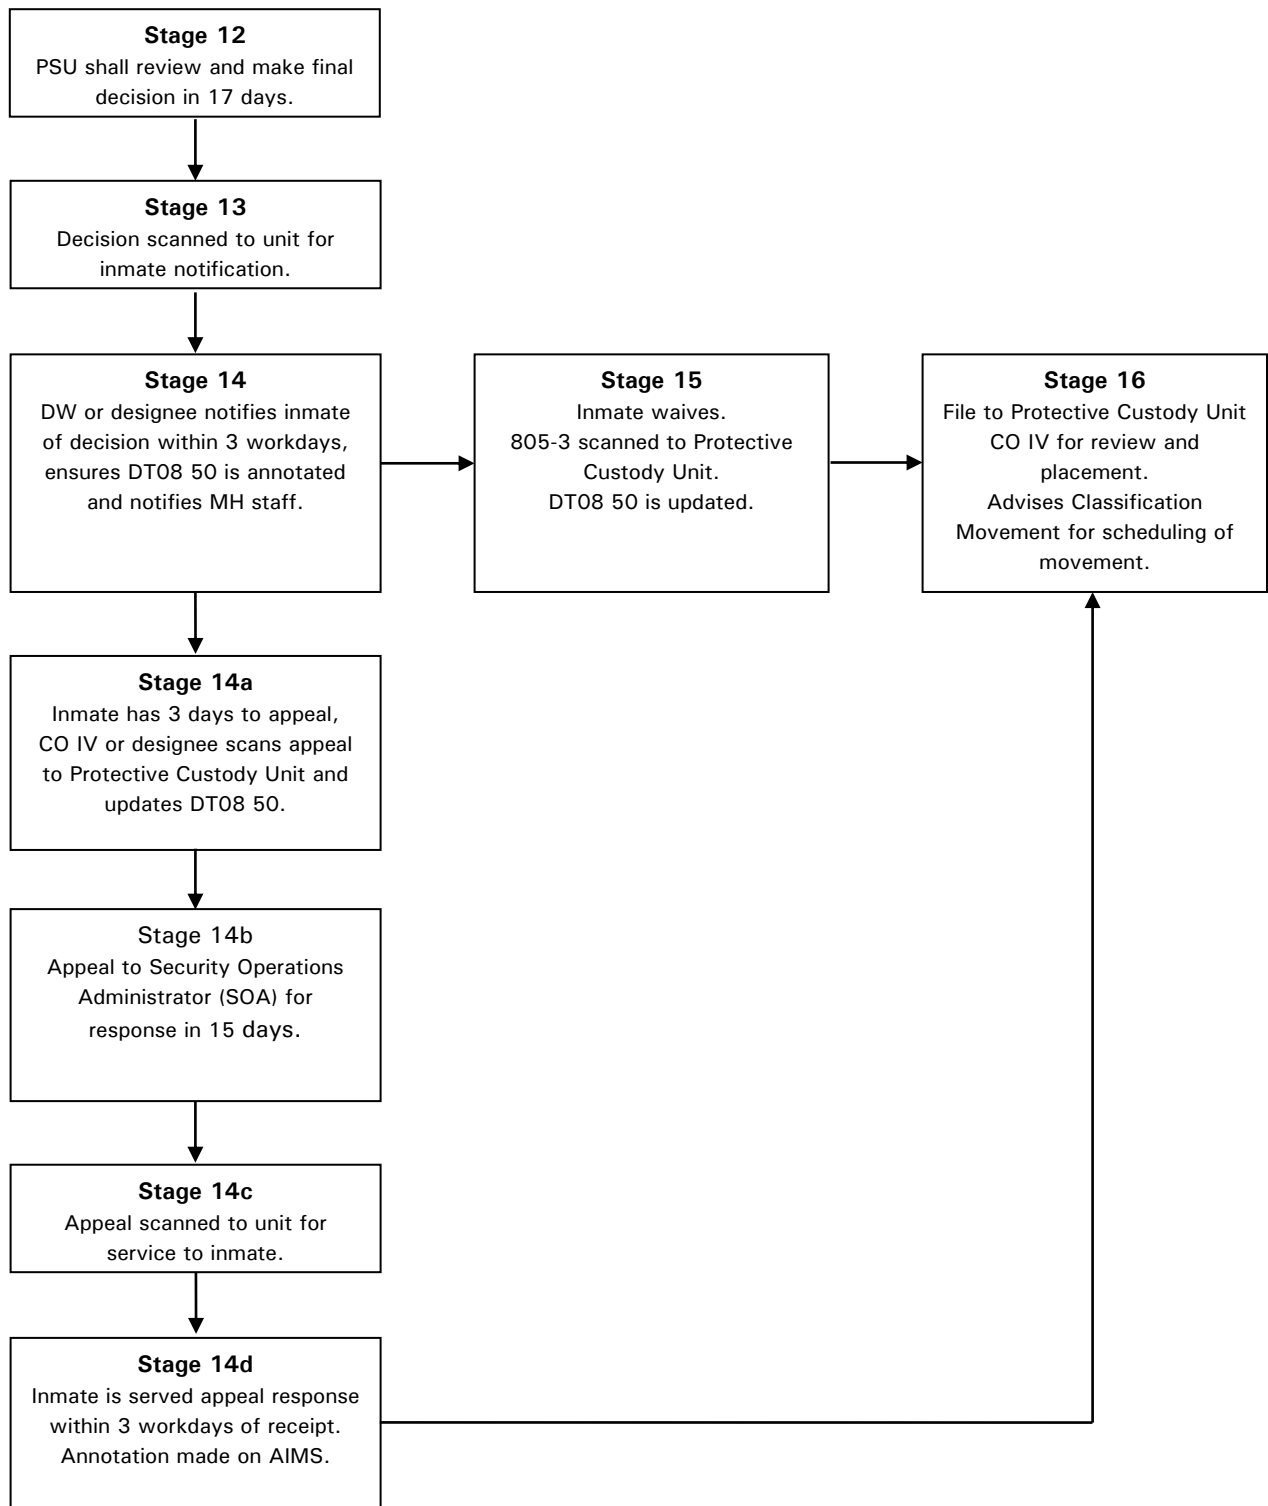 Stage 12
PSU shall review and make final
decision in 17 days.
Stage 13
Decision scanned to unit for
inmate notification.
Stage 14
DW or designee notifies inmate
of decision within 3 workdays,
ensures DT08 50 is annotated
and notifies MH staff.
Stage 15
Inmate waives.
805-3 scanned to Protective
Custody Unit.
DT08 50 is updated.
Stage 16
File to Protective Custody Unit
CO IV for review and
placement.
Advises Classification
Movement for scheduling of
movement.
Stage 14a
Inmate has 3 days to appeal,
CO IV or designee scans appeal
to Protective Custody Unit and
updates DT08 50.
Stage 14b
Appeal to Security Operations
Administrator (SOA) for
response in 15 days.
Stage 14c
Appeal scanned to unit for
service to inmate.
Stage 14d
Inmate is served appeal response
within 3 workdays of receipt.
Annotation made on AIMS.